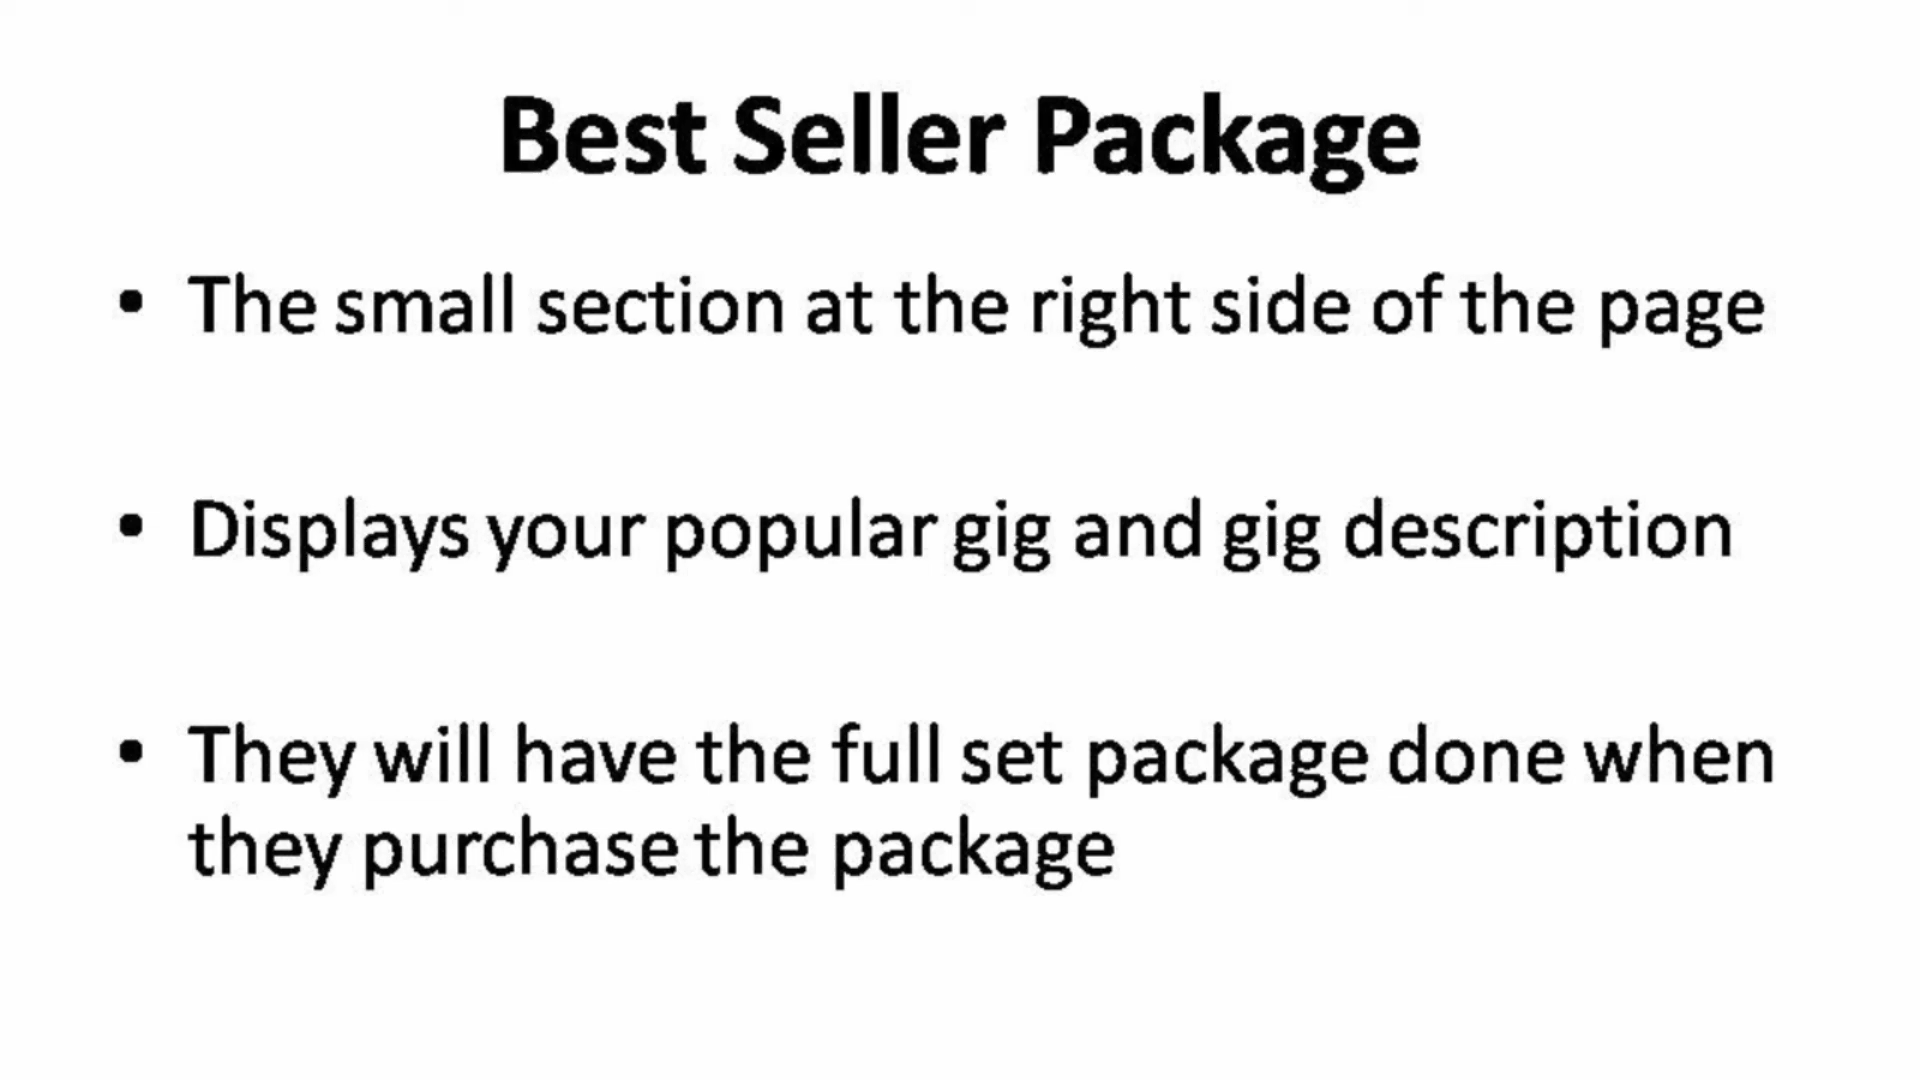 Best Seller Package
• The small section at the right side of the page
• Displays your popular gig and gig description
• They will have the full set package done when
they purchase the package